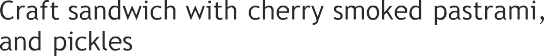 Craft sandwich with cherry smoked pastrami,
and pickles